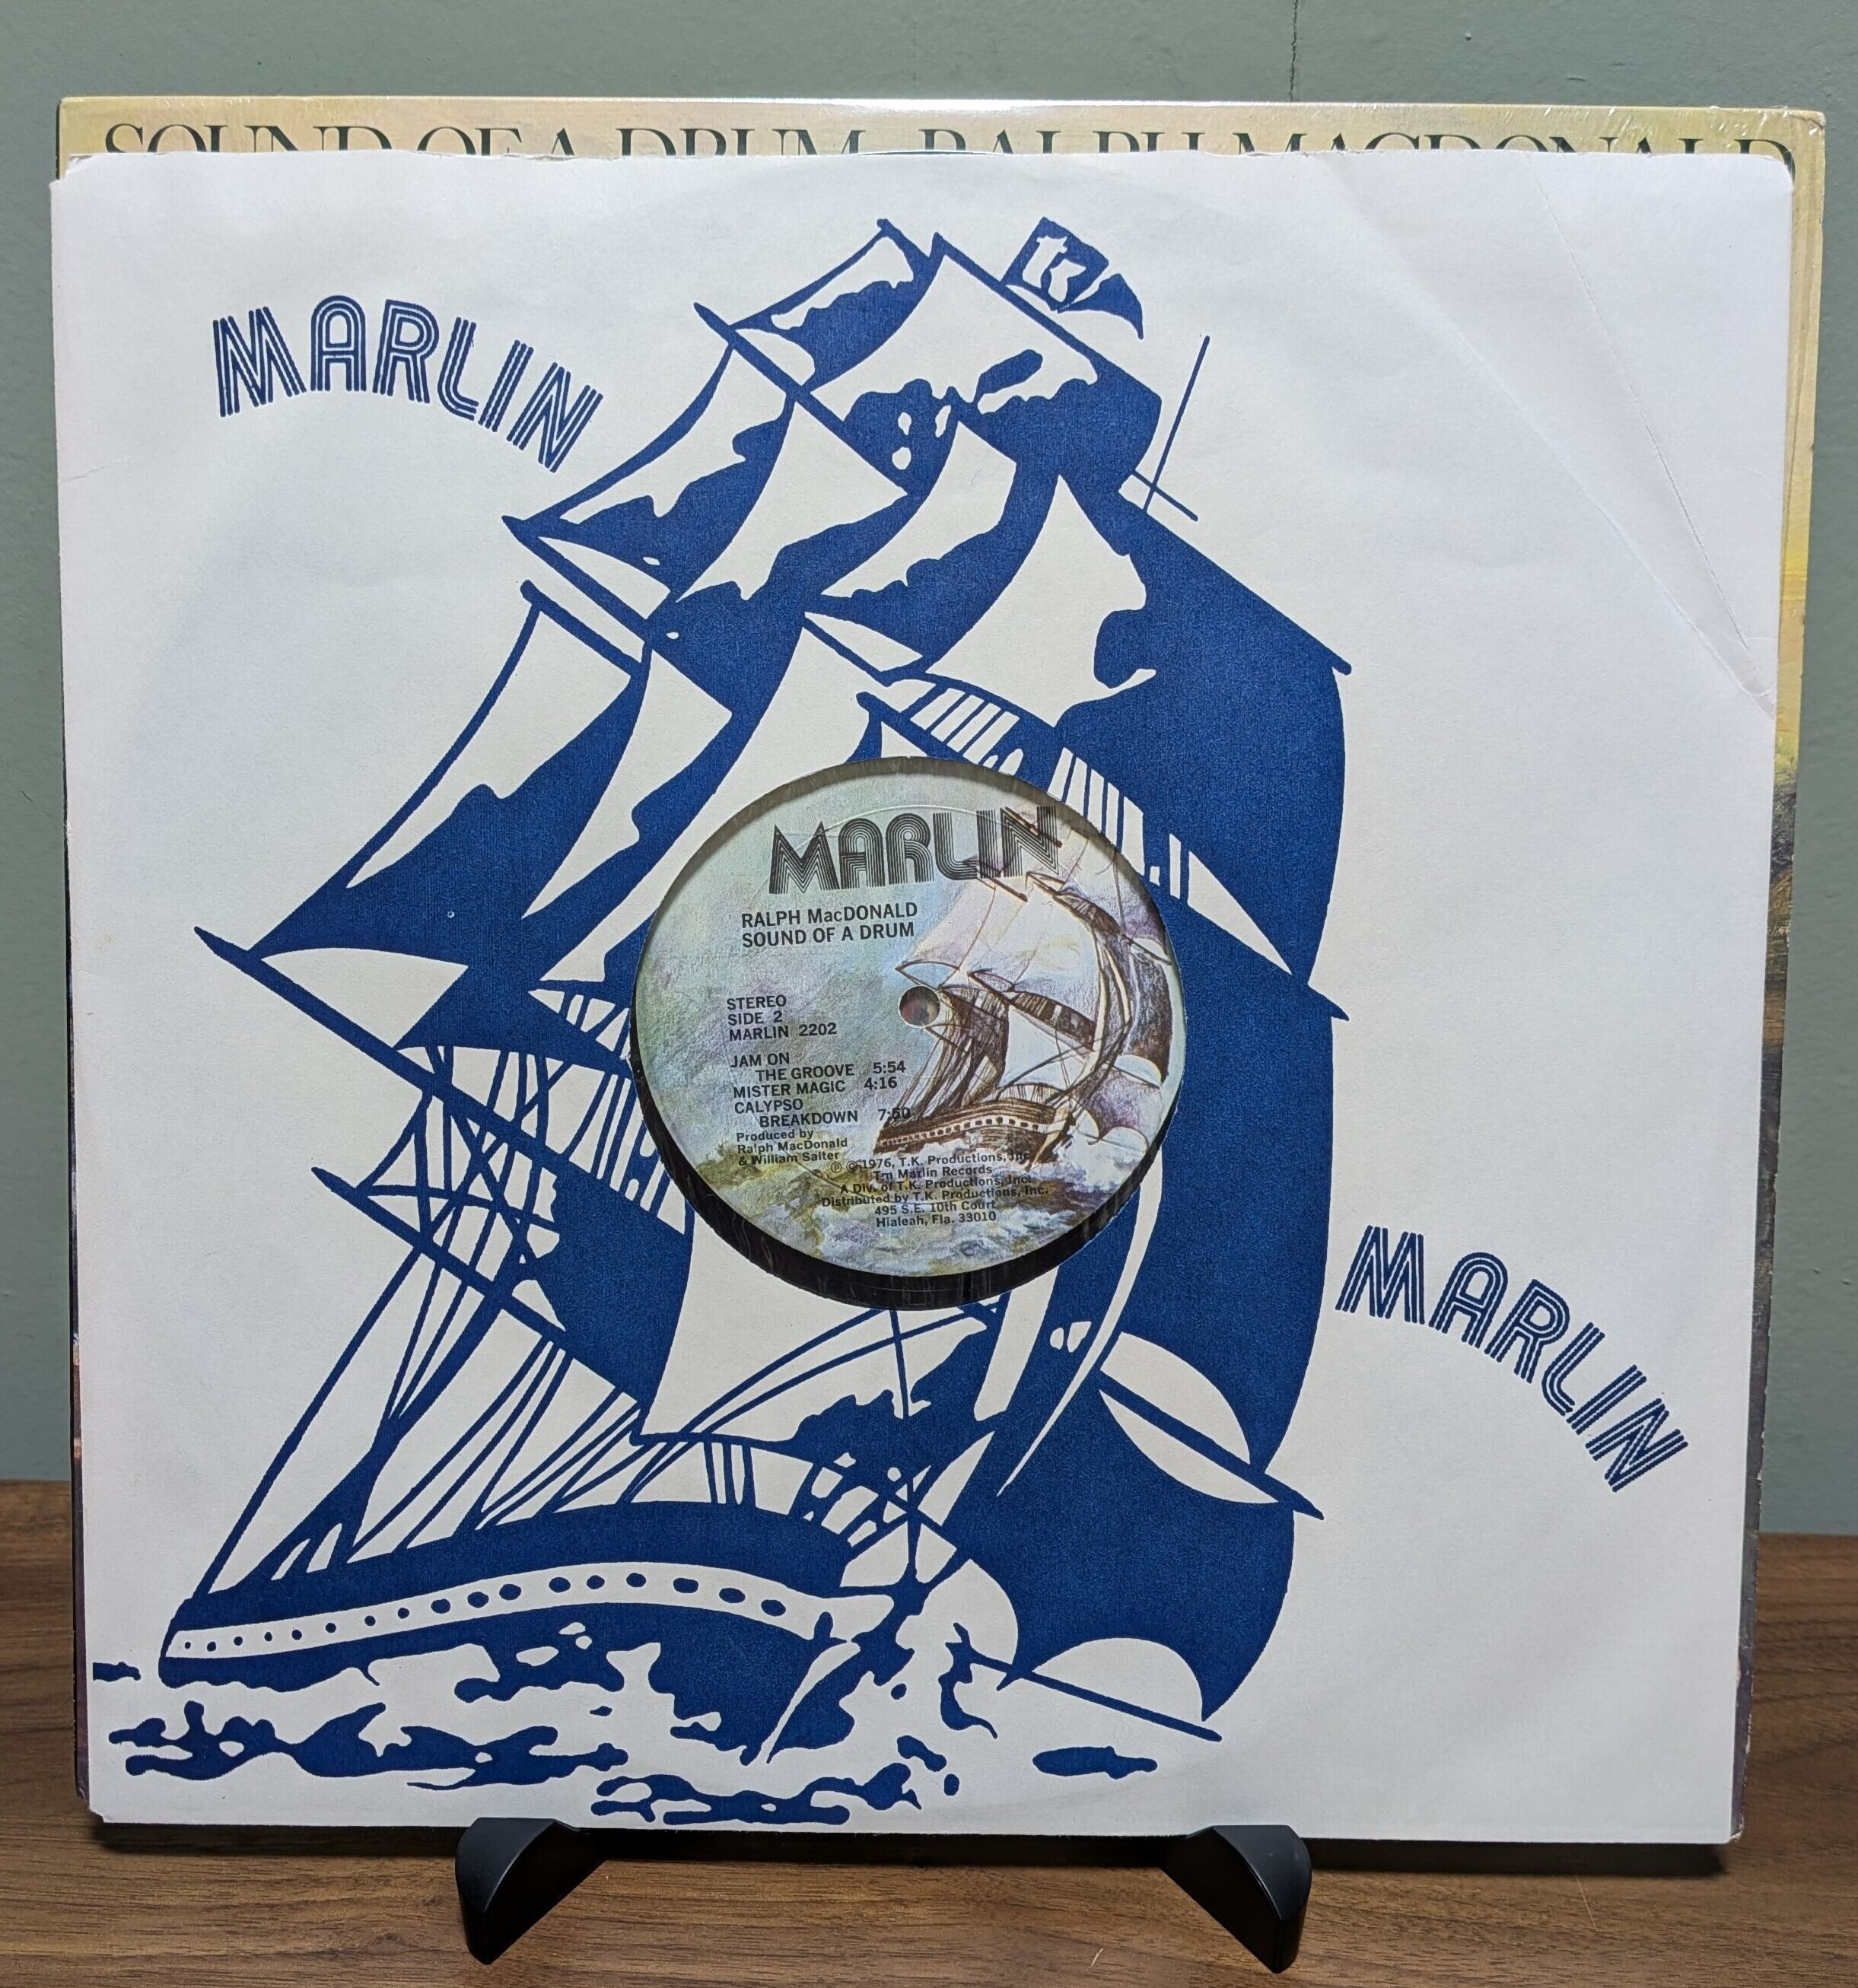 SOUND OF A DRUM RALPH MACDONALD
tk
MARLIN
MARLIN
RALPH MacDONALD
SOUND OF A DRUM
STEREO
SIDE 2
MARLIN 2202
JAM ON
THE GROOVE 5:54
MISTER MAGIC 4:16
CALYPSO
BREAKDOWN 7:50
Produced by
Ralph MacDonald
& William Salter
℗ © 1976, T.K. Productions, Inc.
Tm Marlin Records
A Div. of T.K. Productions, Inc.
Distributed by T.K. Productions, Inc.
495 S.E. 10th Court
Hialeah, Fla. 33010
MARLIN